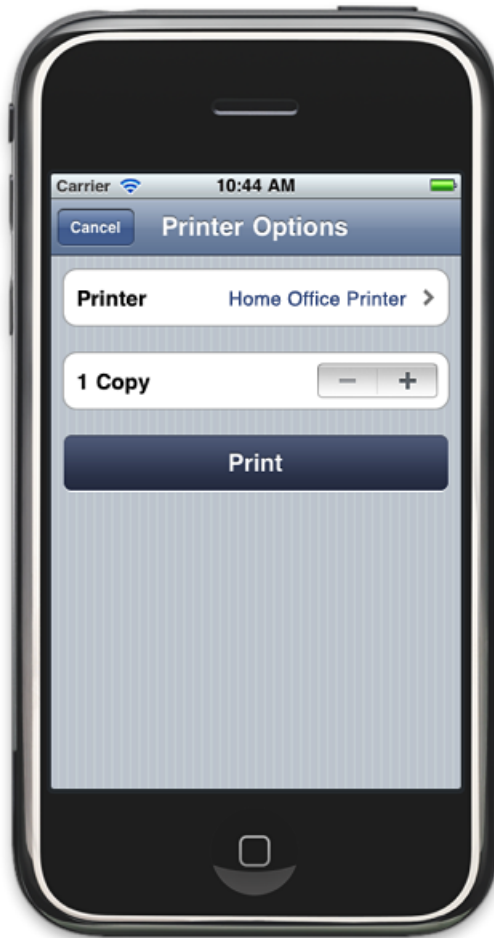 Carrier 10:44 AM
Cancel Printer Options
Printer Home Office Printer
1 Copy
Print